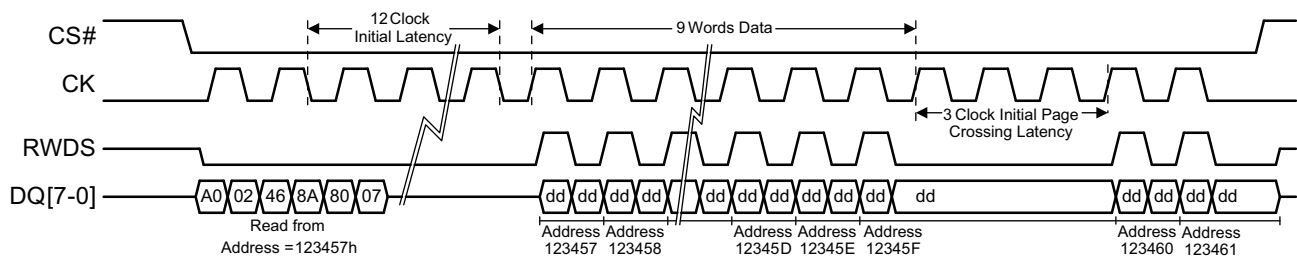 CS#
12 Clock
Initial Latency
9 Words Data
CK
3 Clock Initial Page
Crossing Latency
RWDS
DQ[7-0]
A0 02 46 8A 80 07 dd dd dd dd dd dd dd dd dd dd dd dd dd dd dd
Read from
Address = 123457h
Address
123457
Address
123458
Address
12345D
Address
12345E
Address
12345F
Address
123460
Address
123461